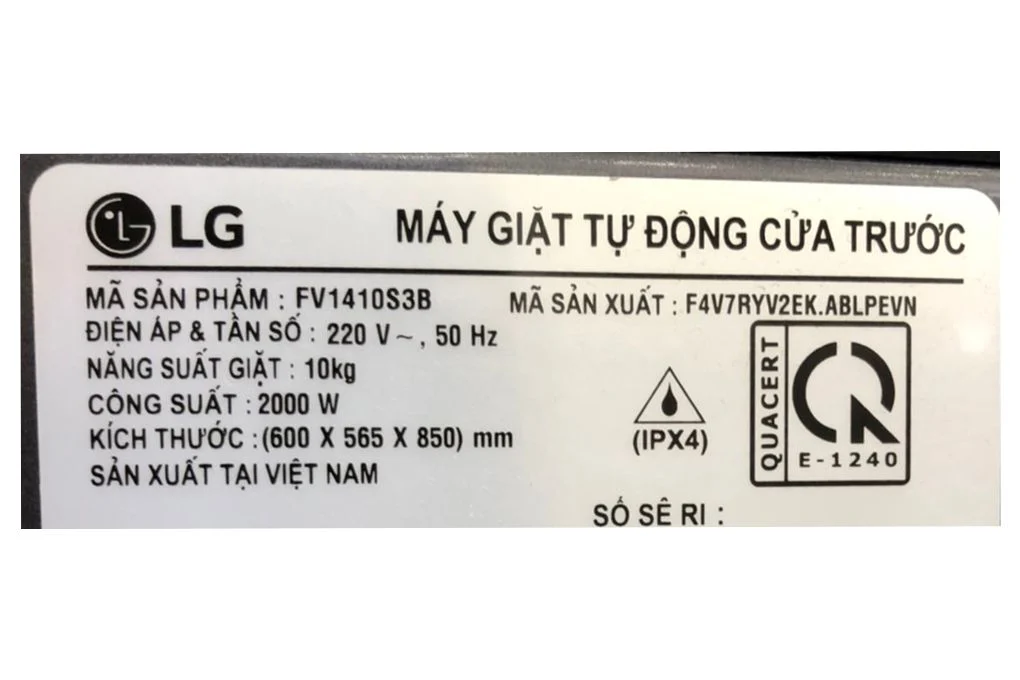 LG
MÁY GIẶT TỰ ĐỘNG CỬA TRƯỚC
MÃ SẢN PHẨM : FV1410S3B
MÃ SẢN XUẤT : F4V7RYV2EK.ABLPEVN
ĐIỆN ÁP & TẦN SỐ : 220 V~, 50 Hz
NĂNG SUẤT GIẶT : 10kg
CÔNG SUẤT : 2000 W
KÍCH THƯỚC : (600 X 565 X 850) mm
SẢN XUẤT TẠI VIỆT NAM
(IPX4)
QUACERT
E-1240
SỐ SÊ RI :